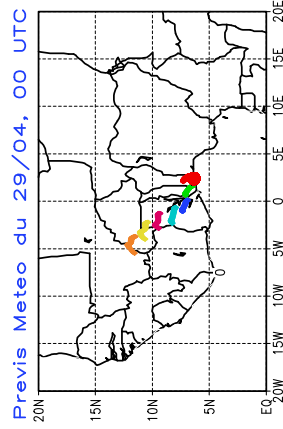 Previs Meteo du 29/04, 00 UTC
20N
15N
10N
5N
EQ
20W
15W
10W
5W
0
5E
10E
15E
20E
0